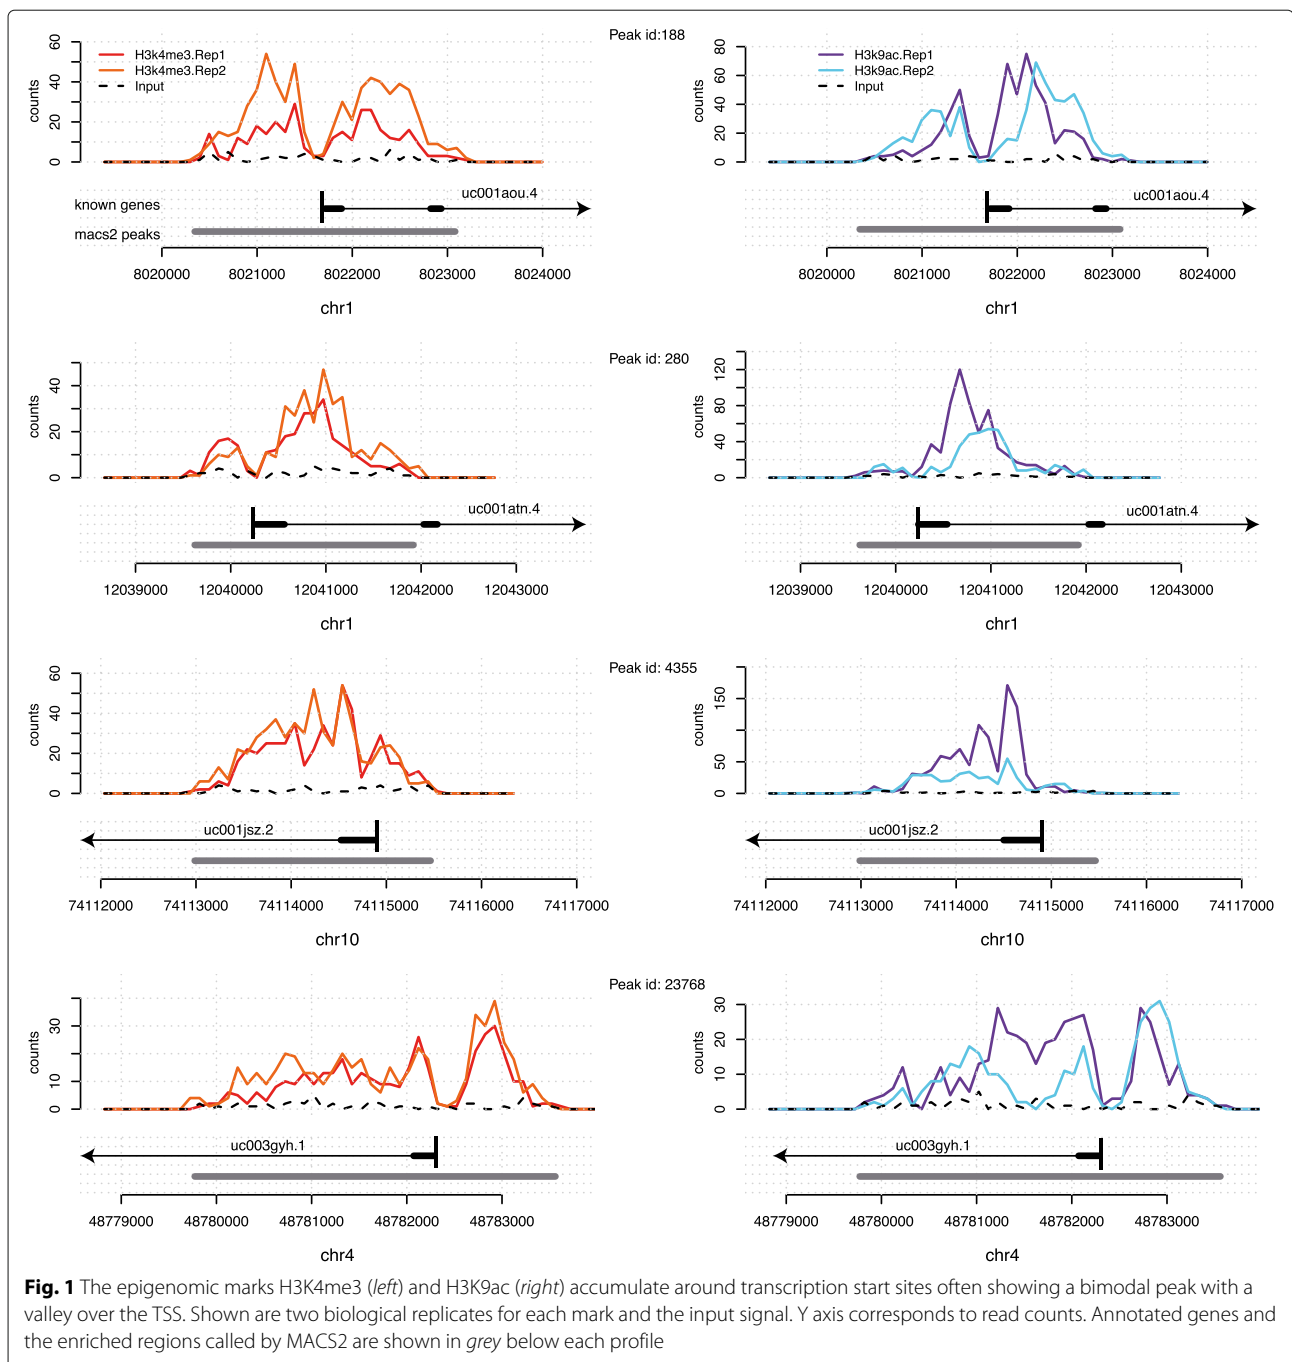 Peak id:188
60
40
20
0
counts
H3k4me3.Rep1
H3k4me3.Rep2
Input
80
60
40
20
0
counts
H3k9ac.Rep1
H3k9ac.Rep2
Input
known genes
uc001aou.4
macs2 peaks
uc001aou.4
8020000 8021000 8022000 8023000 8024000
8020000 8021000 8022000 8023000 8024000
chr1
chr1
Peak id: 280
40
20
0
counts
120
80
40
0
counts
uc001atn.4
uc001atn.4
12039000 12040000 12041000 12042000 12043000
12039000 12040000 12041000 12042000 12043000
chr1
chr1
Peak id: 4355
60
40
20
0
counts
150
50
0
counts
uc001jsz.2
uc001jsz.2
74112000 74113000 74114000 74115000 74116000 74117000
74112000 74113000 74114000 74115000 74116000 74117000
chr10
chr10
Peak id: 23768
30
10
0
counts
30
20
10
0
counts
uc003gyh.1
uc003gyh.1
48779000 48780000 48781000 48782000 48783000
48779000 48780000 48781000 48782000 48783000
chr4
chr4
Fig. 1 The epigenomic marks H3K4me3 (left) and H3K9ac (right) accumulate around transcription start sites often showing a bimodal peak with a
valley over the TSS. Shown are two biological replicates for each mark and the input signal. Y axis corresponds to read counts. Annotated genes and
the enriched regions called by MACS2 are shown in grey below each profile